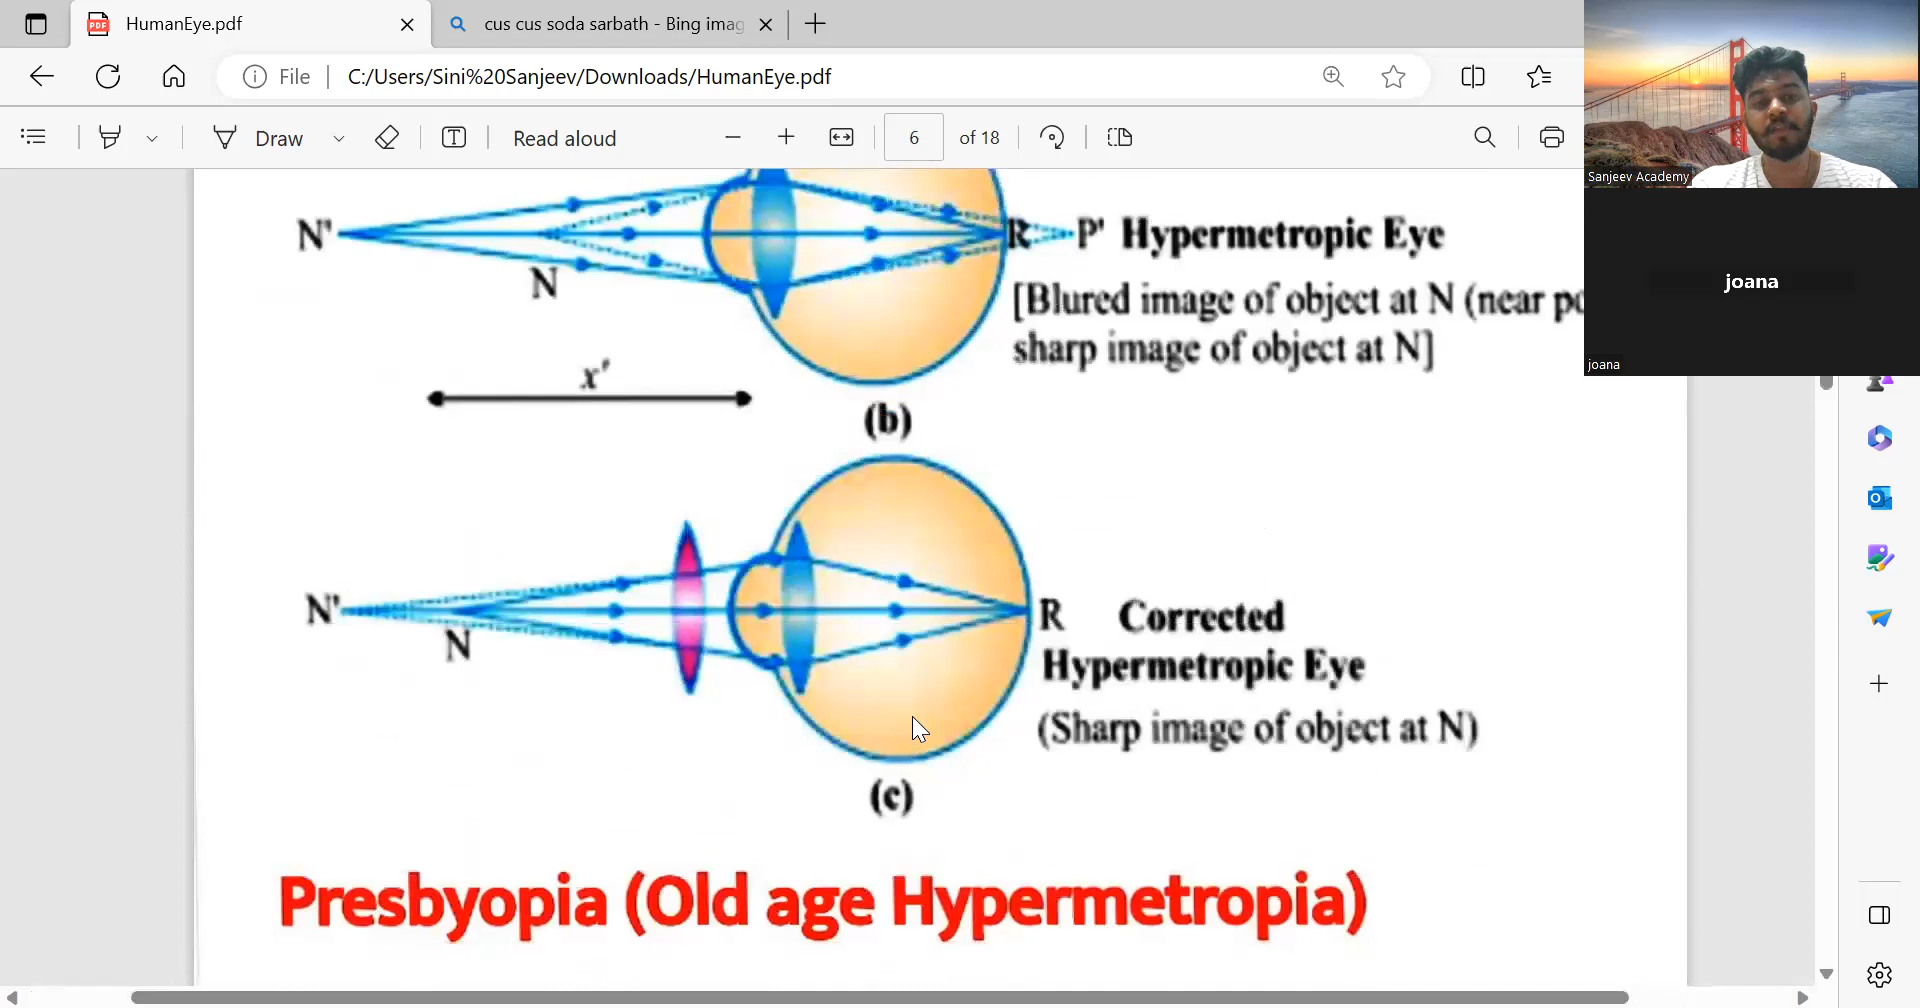 HumanEye.pdf
cus cus soda sarbath - Bing imag
File
C:/Users/Sini%20Sanjeev/Downloads/HumanEye.pdf
Draw
Read aloud
6 of 18
Sanjeev Academy
joana
joana
N'
N
R
P' Hypermetropic Eye
[Blured image of object at N (near po
sharp image of object at N]
x'
(b)
N'
N
R Corrected
Hypermetropic Eye
(Sharp image of object at N)
(c)
Presbyopia (Old age Hypermetropia)